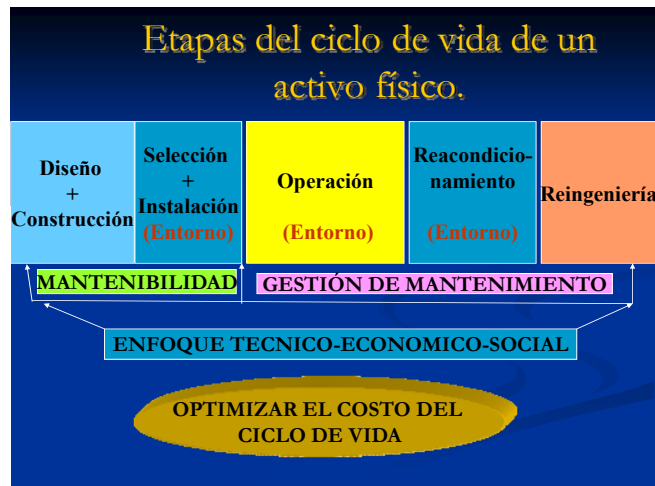 Etapas del ciclo de vida de un
activo físico.
Diseño
+
Construcción
Selección
+
Instalación
(Entorno)
Operación
(Entorno)
Reacondicio-
namiento
(Entorno)
Reingeniería
MANTENIBILIDAD
GESTIÓN DE MANTENIMIENTO
ENFOQUE TECNICO-ECONOMICO-SOCIAL
OPTIMIZAR EL COSTO DEL
CICLO DE VIDA